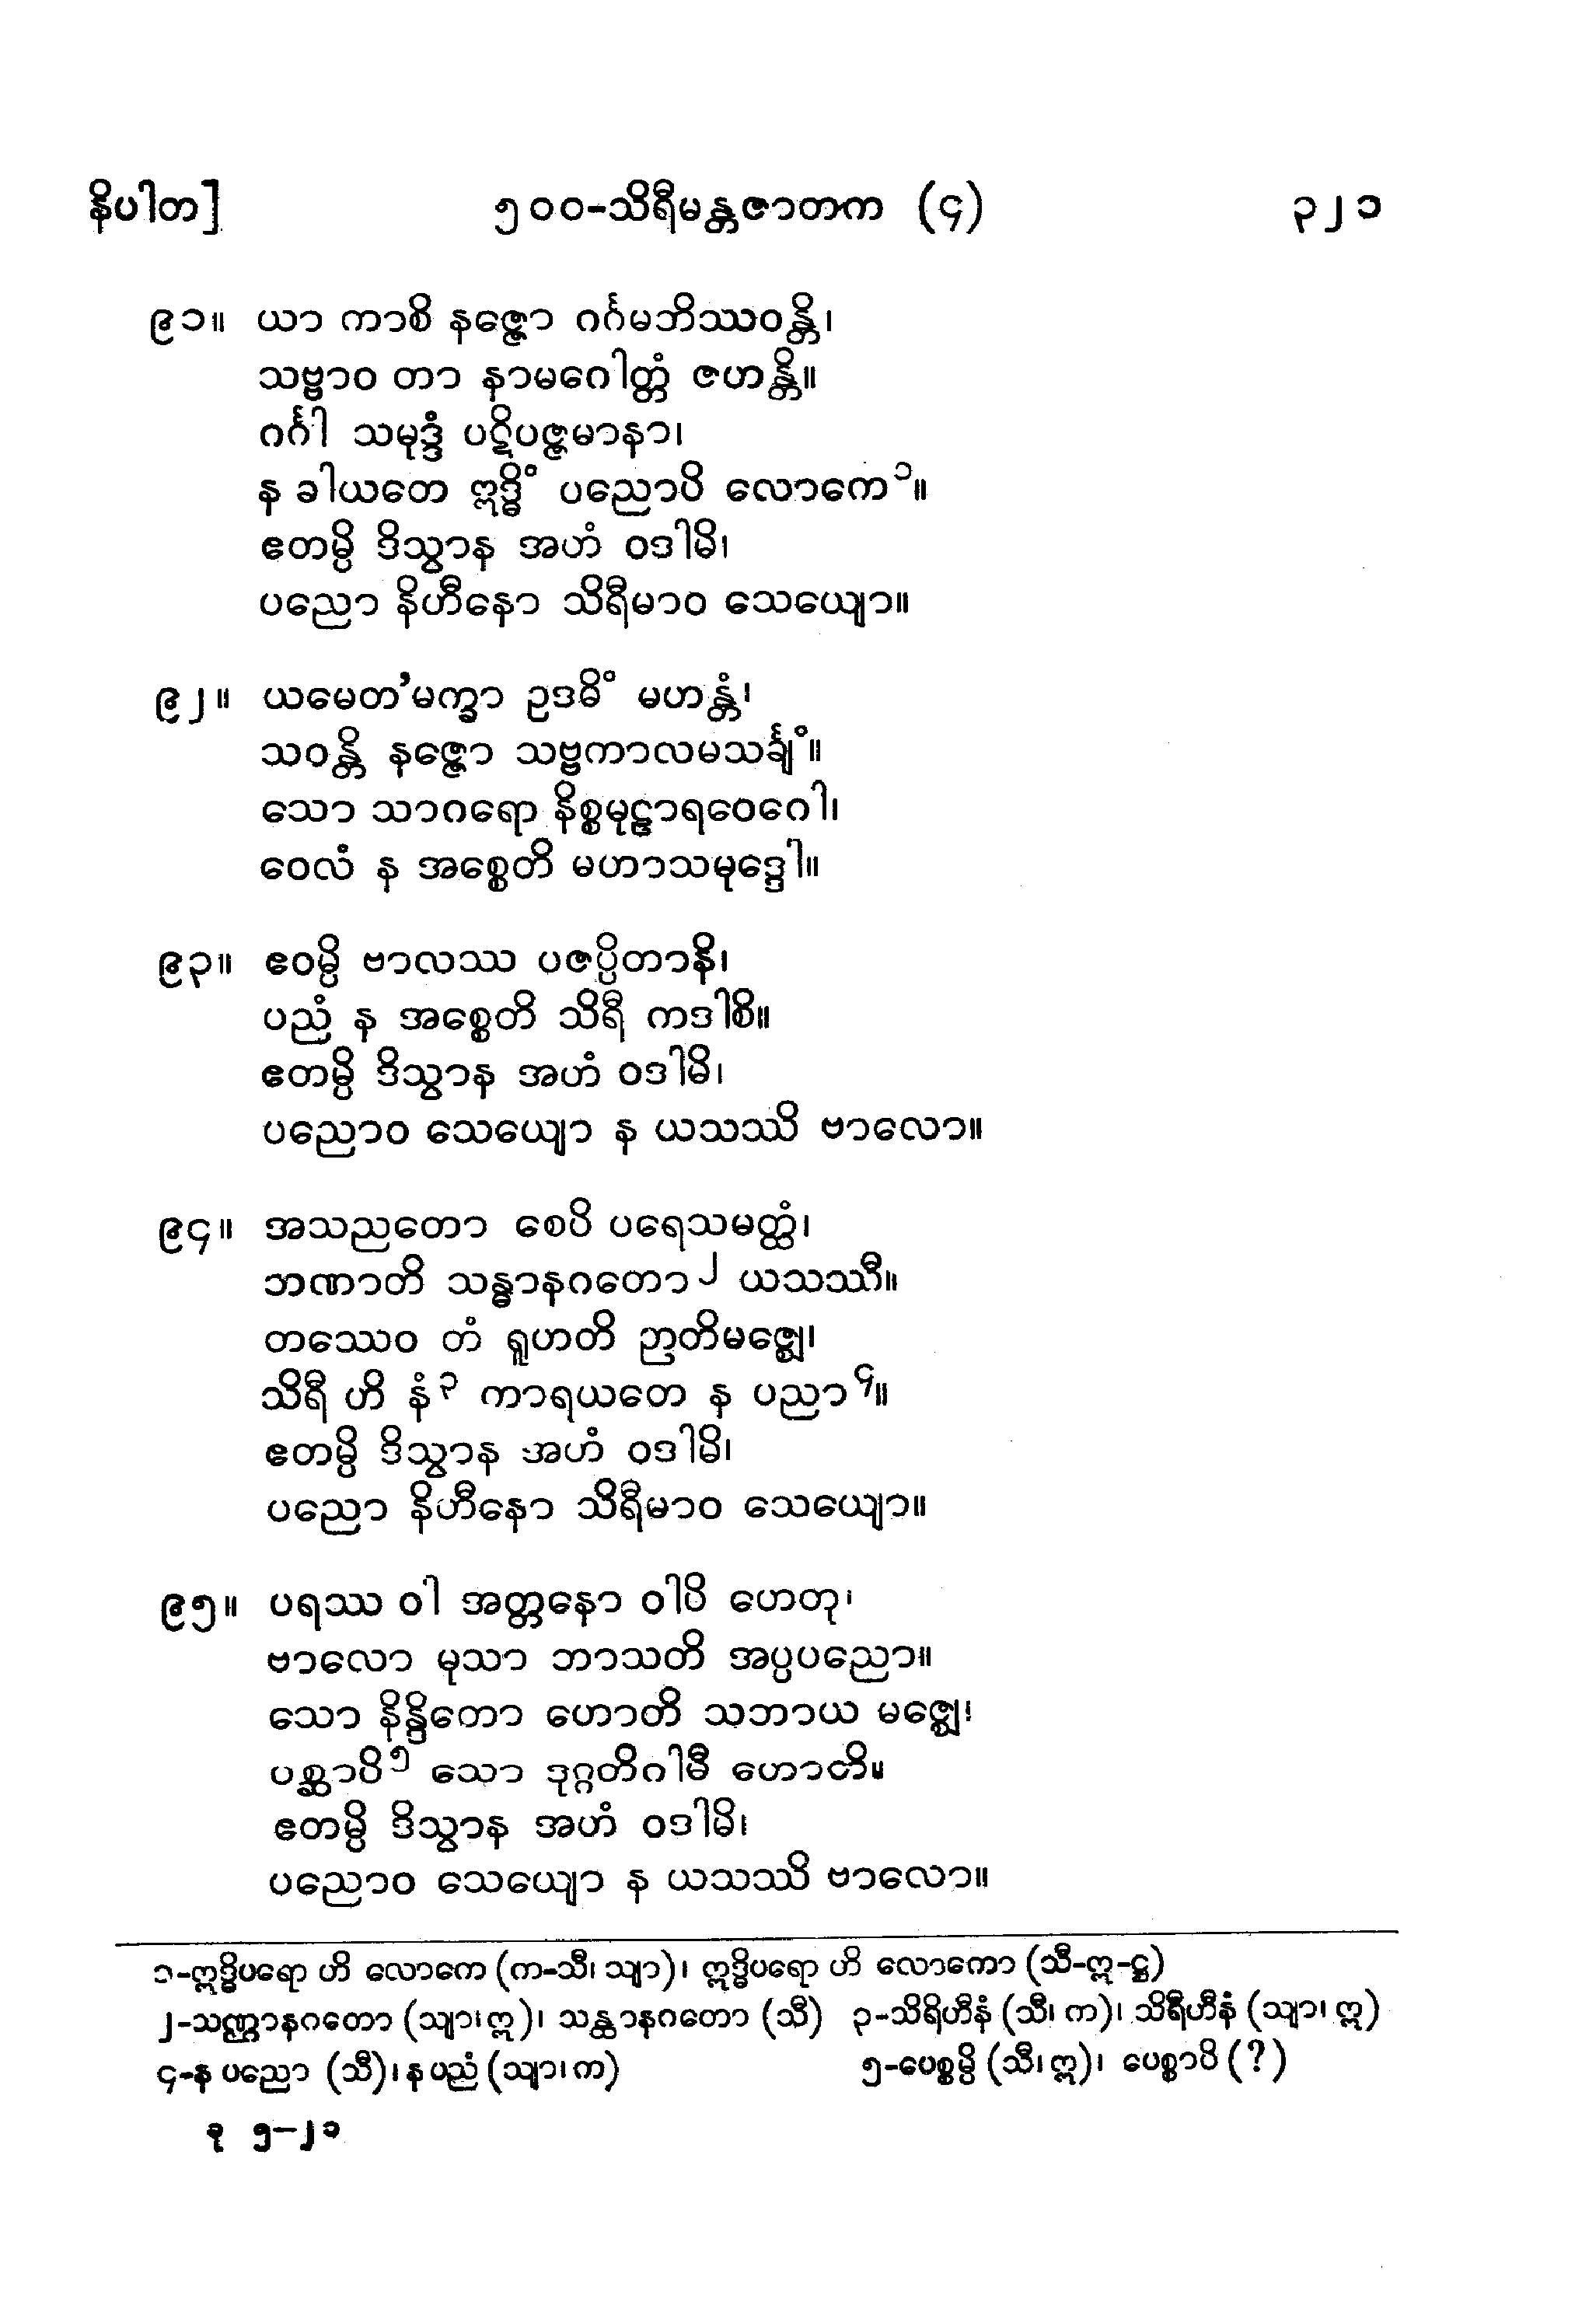 နိပါတ]	၅၀၀-သိရီမန္တဇာတက (၄)	၃၂၁
၉၁။ ယာ ကာစိ နဇ္ဇော ဂင်္ဂမဘိဿဝန္တိ၊
သဗ္ဗာဝ တာ နာမဂေါတ္တံ ဇဟန္တိ။
ဂင်္ဂါ သမုဒ္ဒံ ပဋိပဇ္ဇမာနာ၊
န ခါယတေ ဣဒ္ဓိံ ပညောပိ လောကေ၁။
ဧတမ္ပိ ဒိသွာန အဟံ ဝဒါမိ၊
ပညော နိဟီနော သိရီမာဝ သေယျော။
၉၂။ ယမေတ’မက္ခာ ဥဒဓိံ မဟန္တံ၊
သဝန္တိ နဇ္ဇော သဗ္ဗကာလမသင်္ချံ။
သော သာဂရော နိစ္စမုဠာရဝေဂေါ၊
ဝေလံ န အစ္စေတိ မဟာသမုဒ္ဒေါ။
၉၃။ ဧဝမ္ပိ ဗာလဿ ပဇပ္ပိတာနိ၊
ပညံ န အစ္စေတိ သိရီ ကဒါစိ။
ဧတမ္ပိ ဒိသွာန အဟံ ဝဒါမိ၊
ပညောဝ သေယျော န ယသဿိ ဗာလော။
၉၄။ အသညတော စေပိ ပရေသမတ္ထံ၊
ဘဏာတိ သန္ဓာနဂတော၂ ယသဿီ။
တဿေဝ တံ ရူဟတိ ဉာတိမဇ္ဈေ၊
သိရီ ဟိ နံ၃ ကာရယတေ န ပညာ၄။
ဧတမ္ပိ ဒိသွာန အဟံ ဝဒါမိ၊
ပညော နိဟီနော သိရီမာဝ သေယျော။
၉၅။ ပရဿ ဝါ အတ္တနော ဝါပိ ဟေတု၊
ဗာလော မုသာ ဘာသတိ အပ္ပပညော။
သော နိန္ဒိတော ဟောတိ သဘာယ မဇ္ဈေ၊
ပစ္ဆာပိ၅ သော ဒုဂ္ဂတိဂါမီ ဟောတိ။
ဧတမ္ပိ ဒိသွာန အဟံ ဝဒါမိ၊
ပညောဝ သေယျော န ယသဿိ ဗာလော။
၁-ဣဒ္ဓိပရော ဟိ လောကေ (က-သီ၊ သျာ)၊ ဣဒ္ဓိပရော ဟိ လောကော (သီ-ဣ-ဋ္ဌ)
၂-သဏ္ဌာနဂတော (သျာ၊ဣ)၊ သန္ထာနဂတော (သီ) ၃-သိရိဟီနံ (သီ၊ က)၊ သိရီဟီနံ (သျာ၊ ဣ)
၄-န ပညော (သီ)၊ န ပညံ (သျာ၊က)	၅-ပေစ္စမ္ပိ (သီ၊ဣ)၊ ပေစ္စာပိ (?)
ခု ၅-၂၁